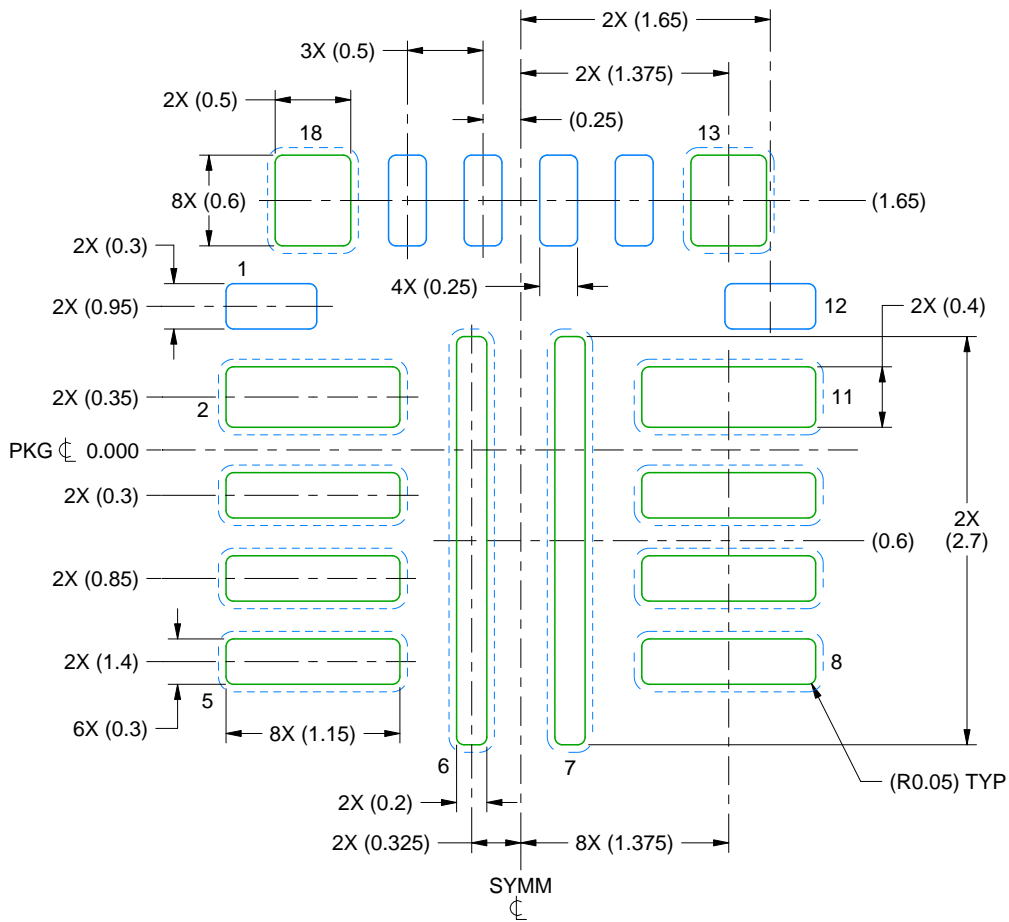 2X (1.65)
3X (0.5)
2X (1.375)
2X (0.5)
(0.25)
18
13
8X (0.6)
(1.65)
2X (0.3)
1
4X (0.25)
2X (0.95)
12
2X (0.4)
2X (0.35)
2
11
PKG ℄ 0.000
2X (0.3)
2X
(2.7)
(0.6)
2X (0.85)
2X (1.4)
8
5
6X (0.3)
8X (1.15)
6
7
(R0.05) TYP
2X (0.2)
2X (0.325)
8X (1.375)
SYMM
℄